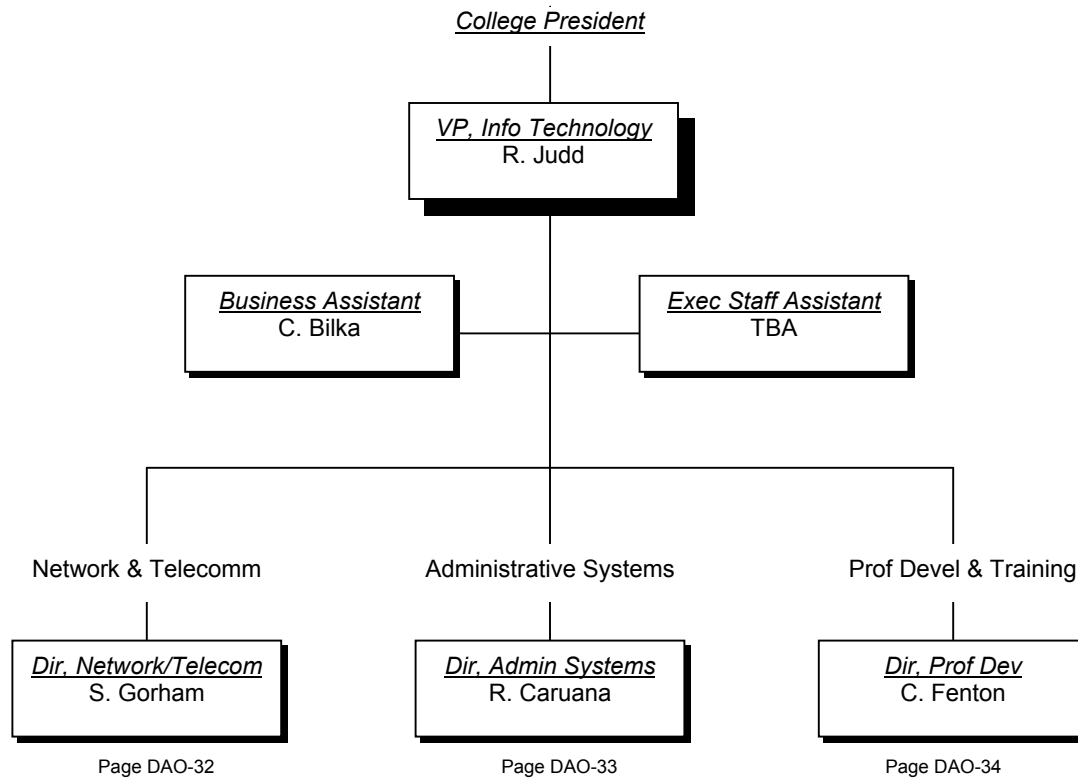 College President
VP, Info Technology
R. Judd
Business Assistant
C. Bilka
Exec Staff Assistant
TBA
Network & Telecomm
Administrative Systems
Prof Devel & Training
Dir, Network/Telecom
S. Gorham
Dir, Admin Systems
R. Caruana
Dir, Prof Dev
C. Fenton
Page DAO-32
Page DAO-33
Page DAO-34